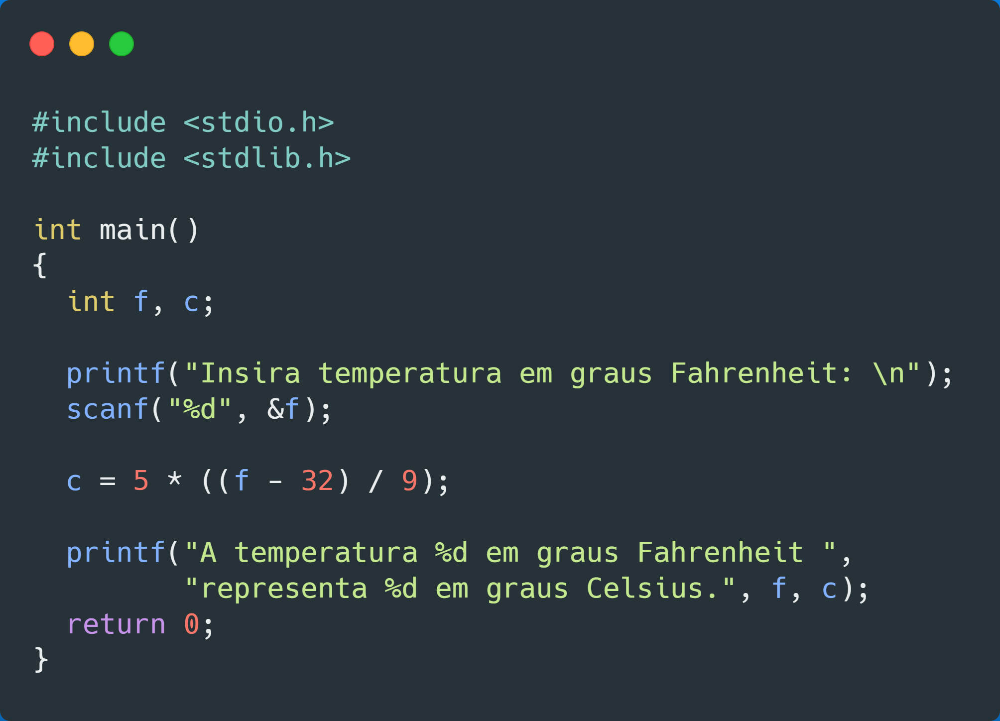 #include <stdio.h>
#include <stdlib.h>

int main()
{
  int f, c;

  printf("Insira temperatura em graus Fahrenheit: \n");
  scanf("%d", &f);

  c = 5 * ((f - 32) / 9);

  printf("A temperatura %d em graus Fahrenheit ",
         "representa %d em graus Celsius.", f, c);
  return 0;
}